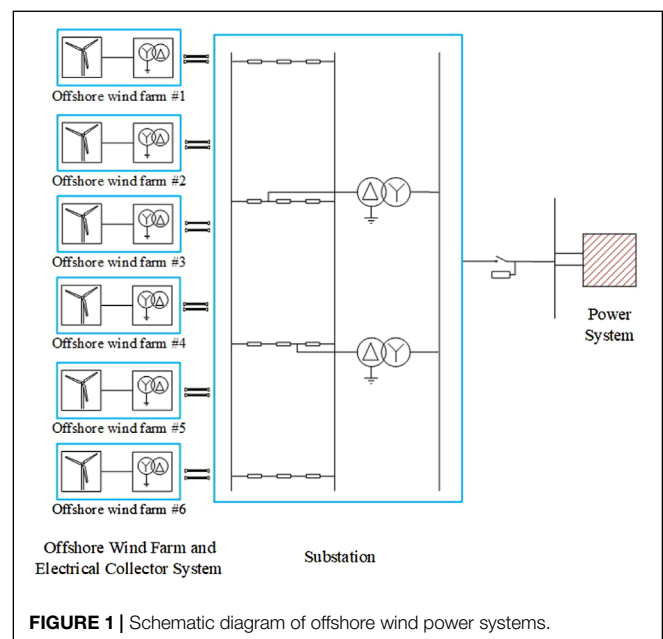 Offshore wind farm #1
Offshore wind farm #2
Offshore wind farm #3
Offshore wind farm #4
Offshore wind farm #5
Offshore wind farm #6
Power
System
Offshore Wind Farm and
Electrical Collector System
Substation
FIGURE 1 | Schematic diagram of offshore wind power systems.